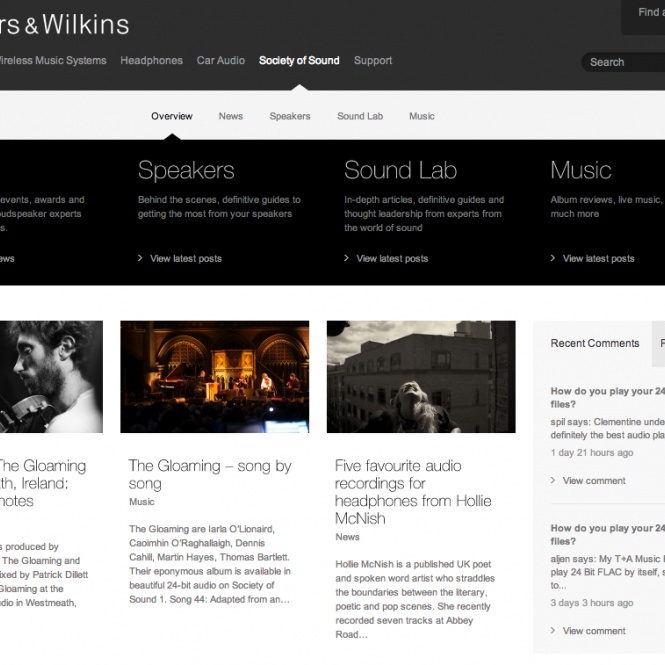 rs & Wilkins
Find a
Wireless Music Systems Headphones Car Audio Society of Sound Support
Search
Overview News Speakers Sound Lab Music
Speakers
Behind the scenes, definitive guides to
getting the most from your speakers
View latest posts
Sound Lab
In-depth articles, definitive guides and
thought leadership from experts from
the world of sound
View latest posts
Music
Album reviews, live music,
much more
View latest posts
events, awards and
oudspeaker experts
s.
ews
The Gloaming
th, Ireland:
notes
s produced by
The Gloaming and
ixed by Patrick Dillett
Gloaming at the
udio in Westmeath,
The Gloaming – song by
song
Music
The Gloaming are Iarla O'Lionaird,
Caoimhin O'Raghallaigh, Dennis
Cahill, Martin Hayes, Thomas Bartlett.
Their eponymous album is available in
beautiful 24-bit audio on Society of
Sound 1. Song 44: Adapted from an…
Five favourite audio
recordings for
headphones from Hollie
McNish
News
Hollie McNish is a published UK poet
and spoken word artist who straddles
the boundaries between the literary,
poetic and pop scenes. She recently
recorded seven tracks at Abbey
Road…
Recent Comments
How do you play your 24
files?
spil says: Clementine unde
definitely the best audio pla
1 day 21 hours ago
View comment
How do you play your 24
files?
aljen says: My T+A Music
play 24 Bit FLAC by itself, s
to...
3 days 3 hours ago
View comment